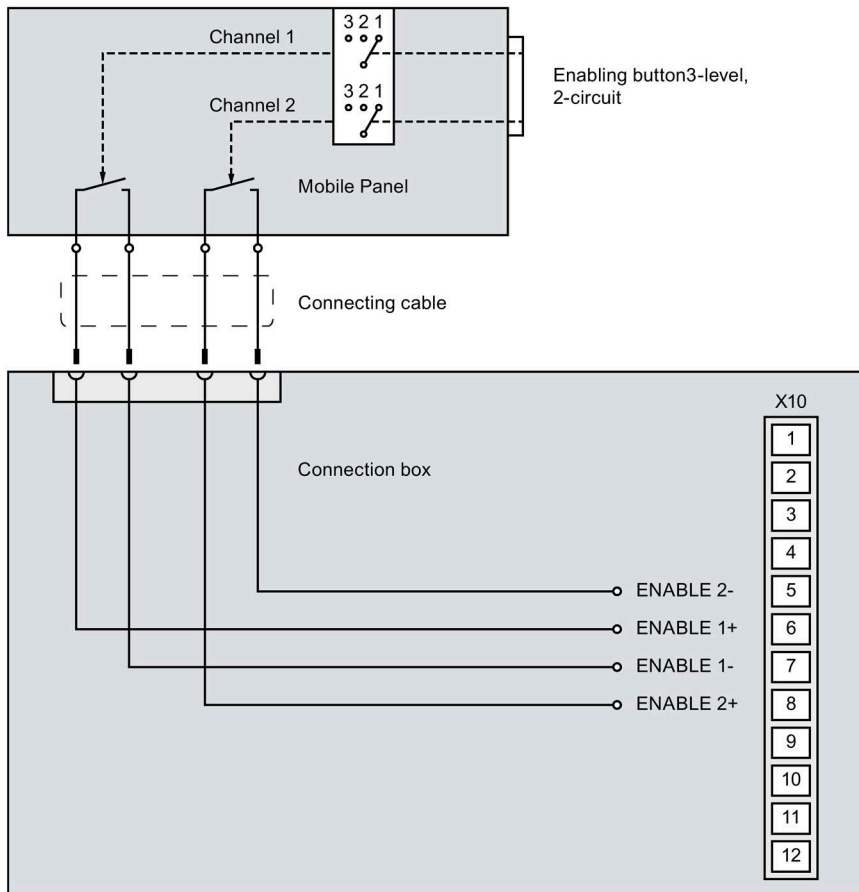 Channel 1
3 2 1
Enabling button3-level,
2-circuit
Channel 2
3 2 1
Mobile Panel
Connecting cable
X10
Connection box
1
2
3
4
ENABLE 2-
5
ENABLE 1+
6
ENABLE 1-
7
ENABLE 2+
8
9
10
11
12